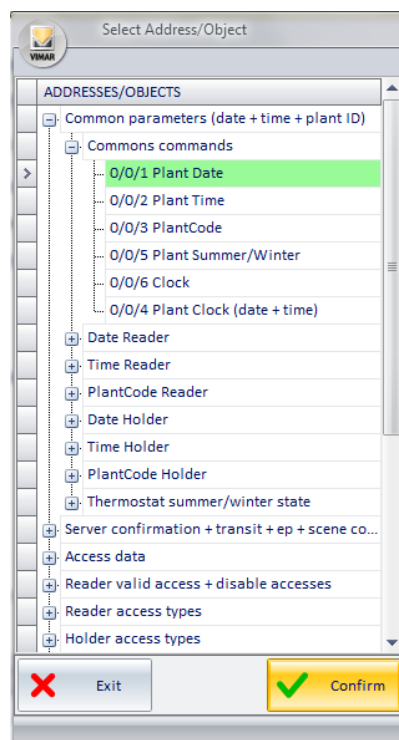 Select Address/Object
VIMAR
ADDRESSES/OBJECTS
Common parameters (date + time + plant ID)
Commons commands
0/0/1 Plant Date
0/0/2 Plant Time
0/0/3 PlantCode
0/0/5 Plant Summer/Winter
0/0/6 Clock
0/0/4 Plant Clock (date + time)
Date Reader
Time Reader
PlantCode Reader
Date Holder
Time Holder
PlantCode Holder
Thermostat summer/winter state
Server confirmation + transit + ep + scene co...
Access data
Reader valid access + disable accesses
Reader access types
Holder access types
Exit
Confirm